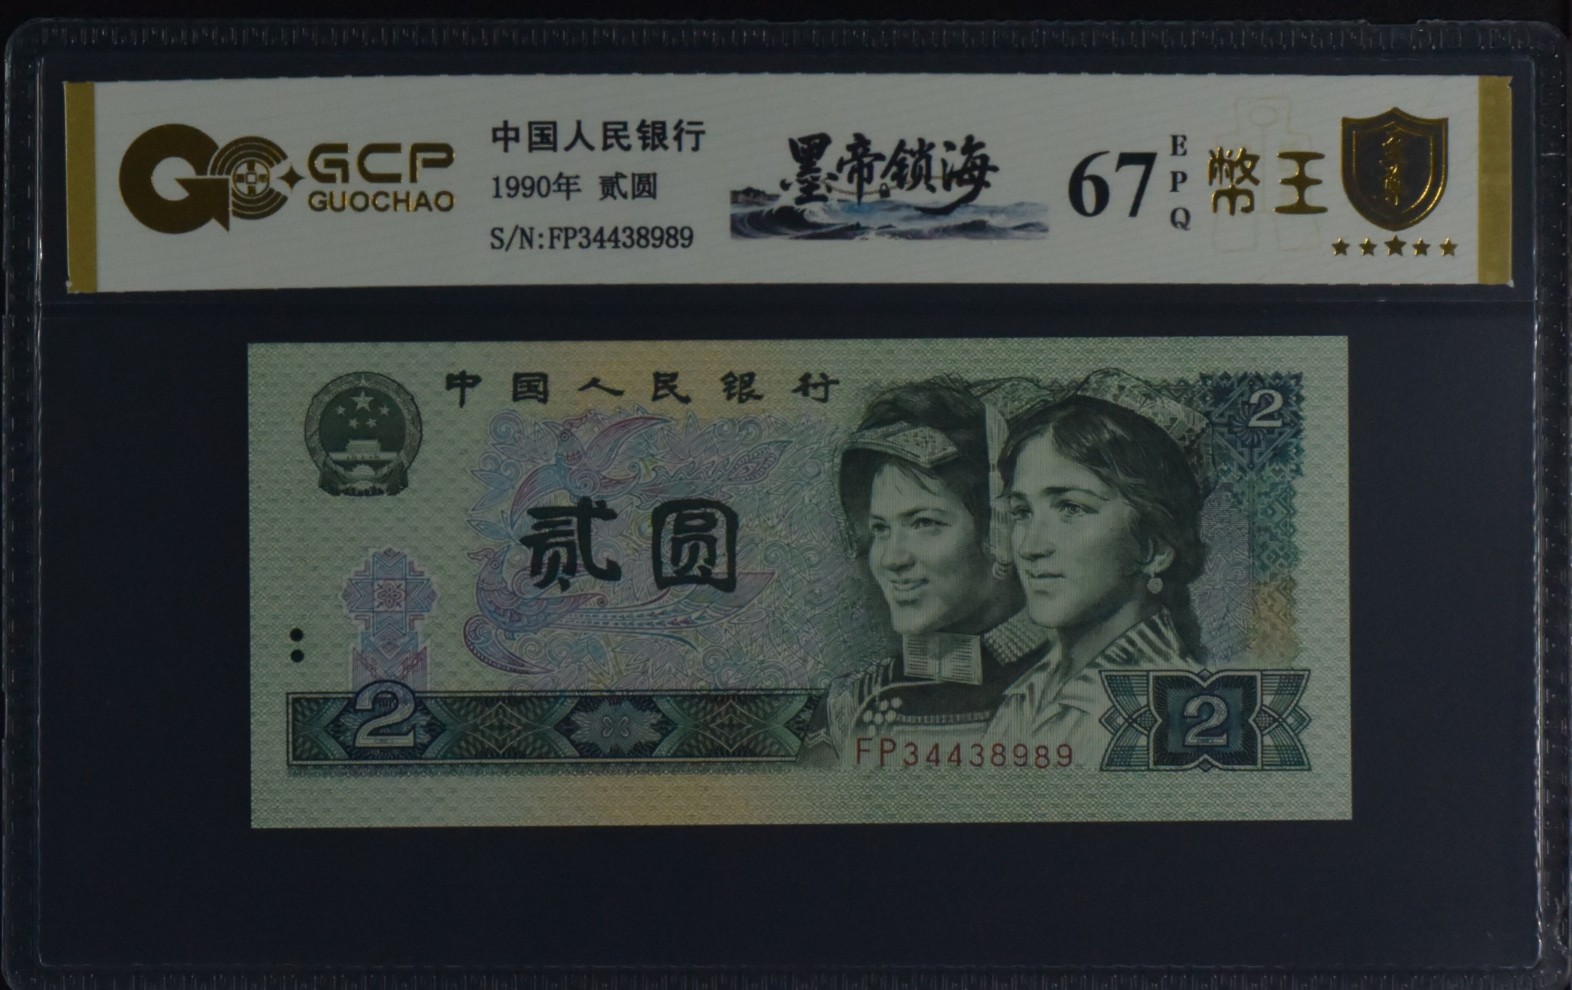 GCP
GUOCHAO
中国人民银行
1990年 贰圆
S/N:FP34438989
墨帝锁海
67
EPQ
幣王
中国人民银行
2
贰圆
2
FP34438989
2